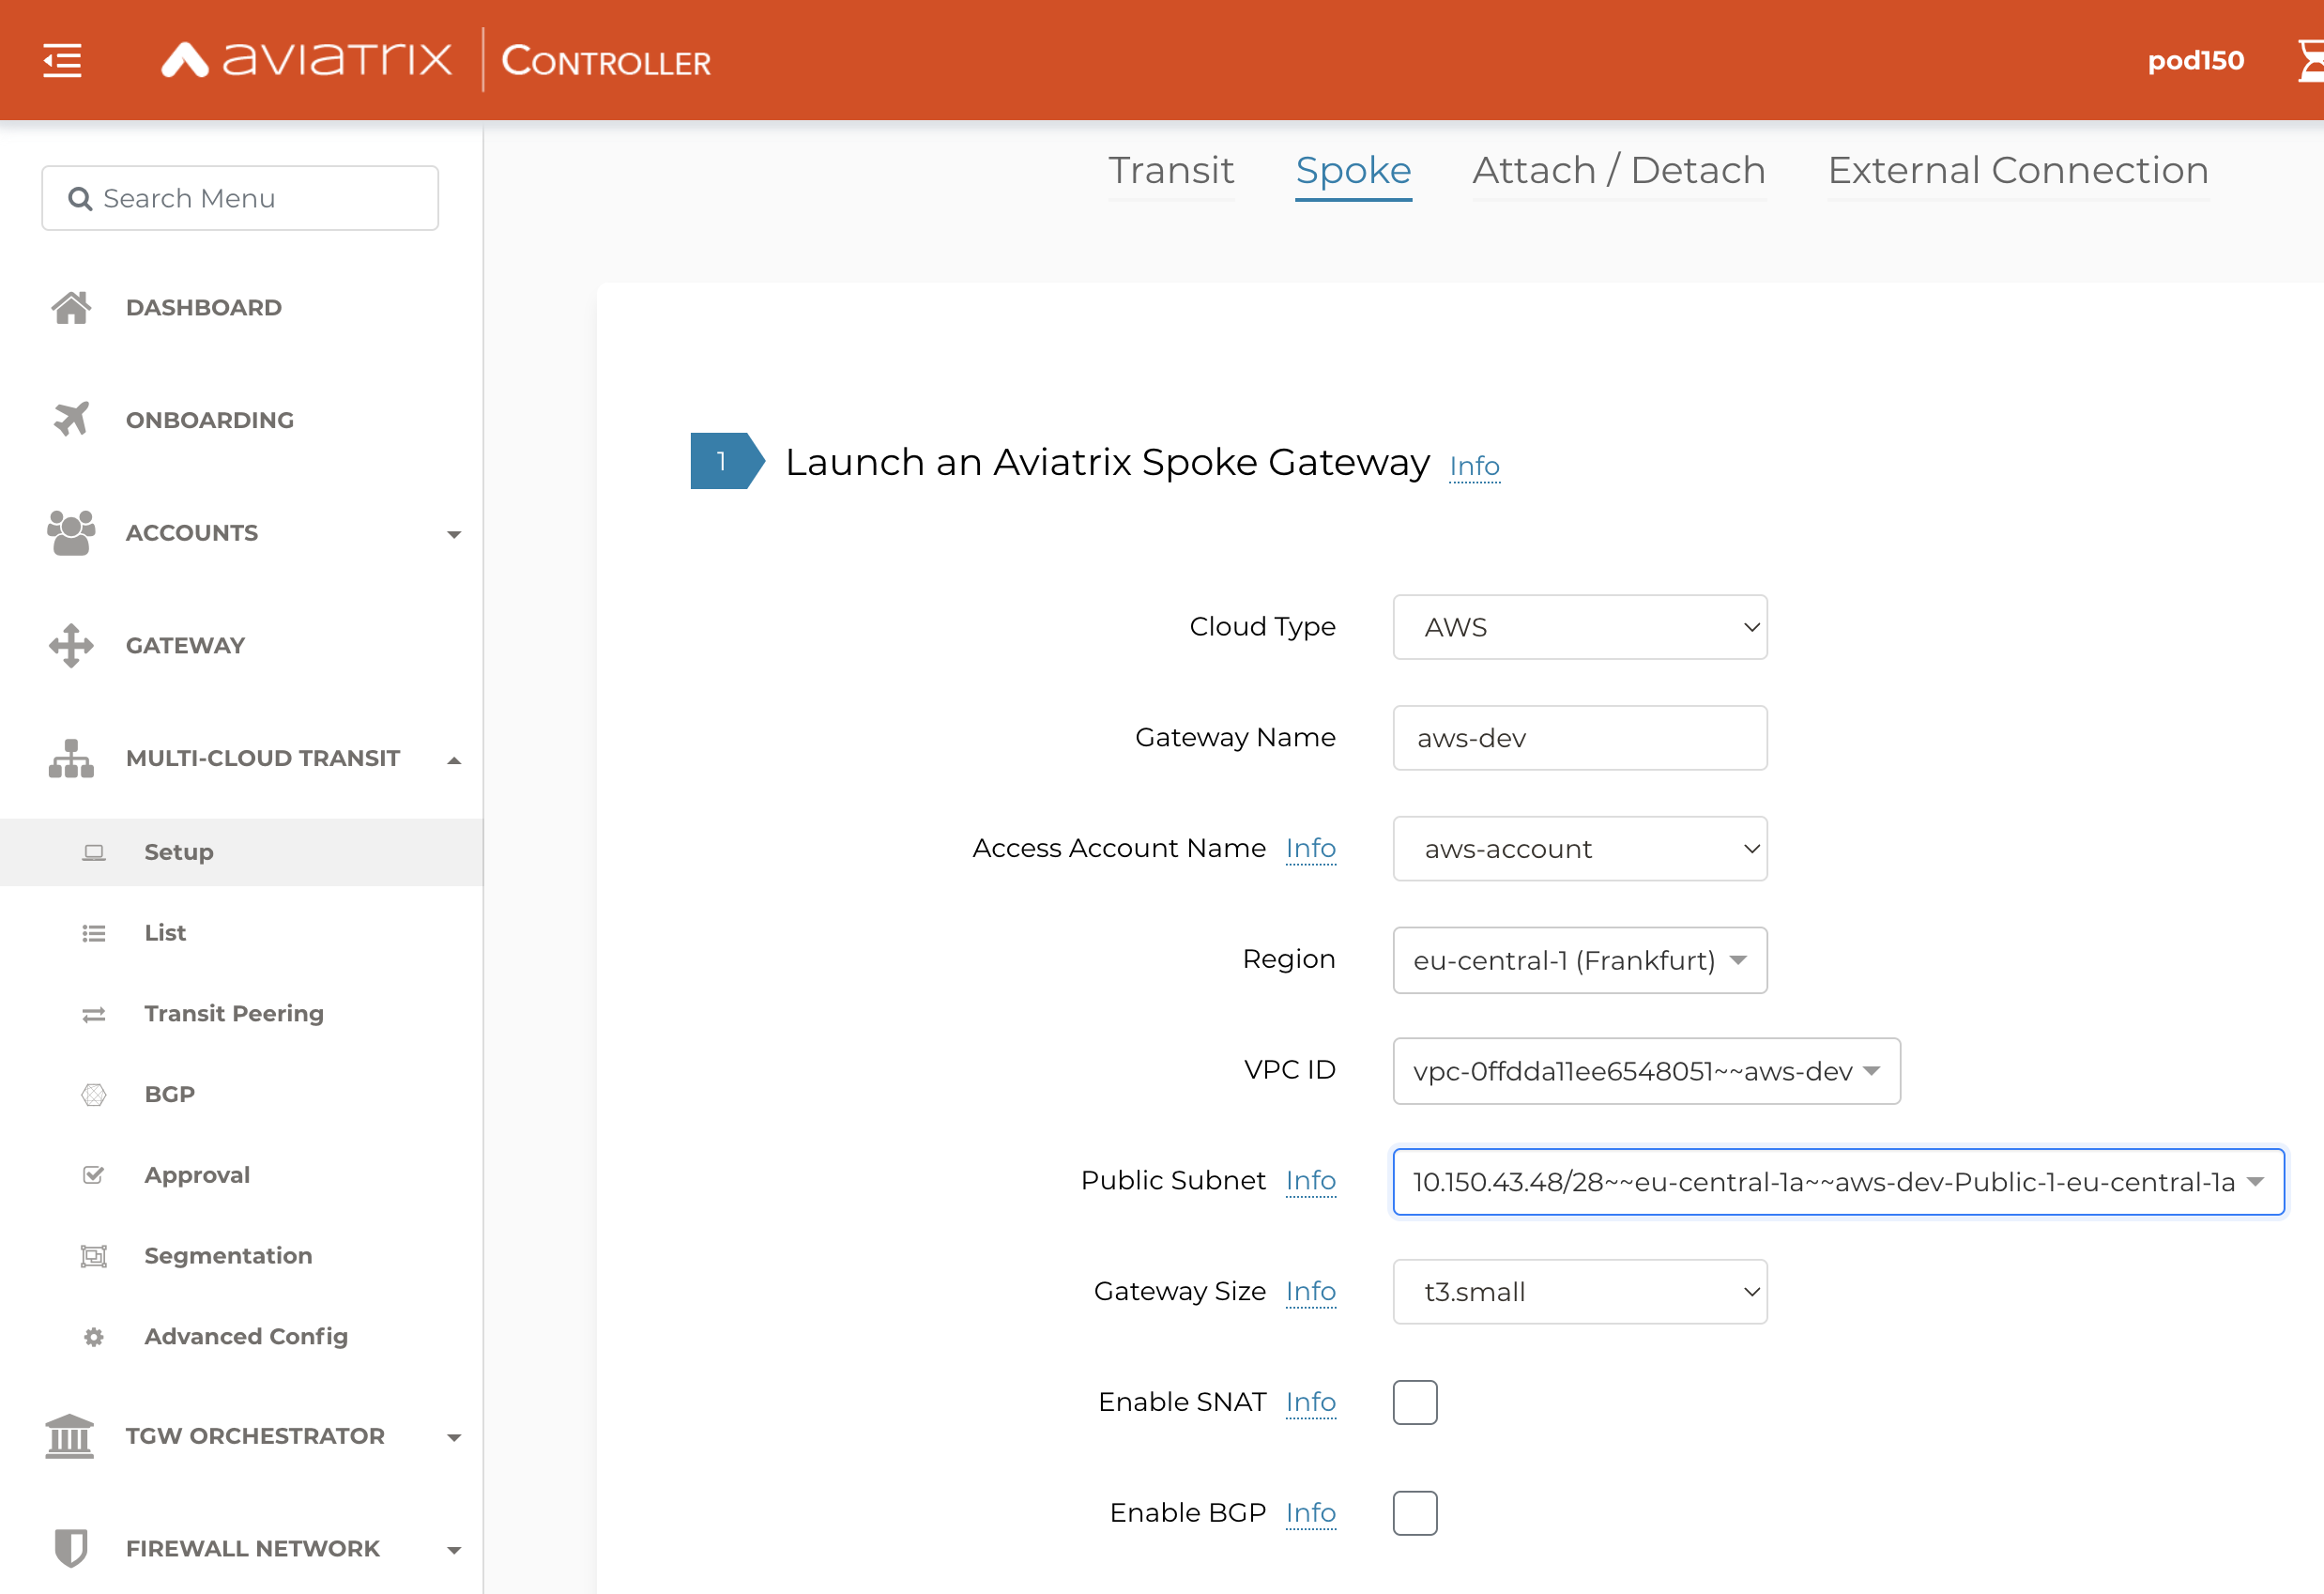 aviatrix CONTROLLER
pod150
Search Menu
DASHBOARD
ONBOARDING
ACCOUNTS
GATEWAY
MULTI-CLOUD TRANSIT
Setup
List
Transit Peering
BGP
Approval
Segmentation
Advanced Config
TGW ORCHESTRATOR
FIREWALL NETWORK
Transit Spoke Attach / Detach External Connection
1 Launch an Aviatrix Spoke Gateway Info
Cloud Type AWS
Gateway Name aws-dev
Access Account Name Info aws-account
Region eu-central-1 (Frankfurt)
VPC ID vpc-0ffdda11ee6548051~~aws-dev
Public Subnet Info 10.150.43.48/28~~eu-central-1a~~aws-dev-Public-1-eu-central-1a
Gateway Size Info t3.small
Enable SNAT Info
Enable BGP Info